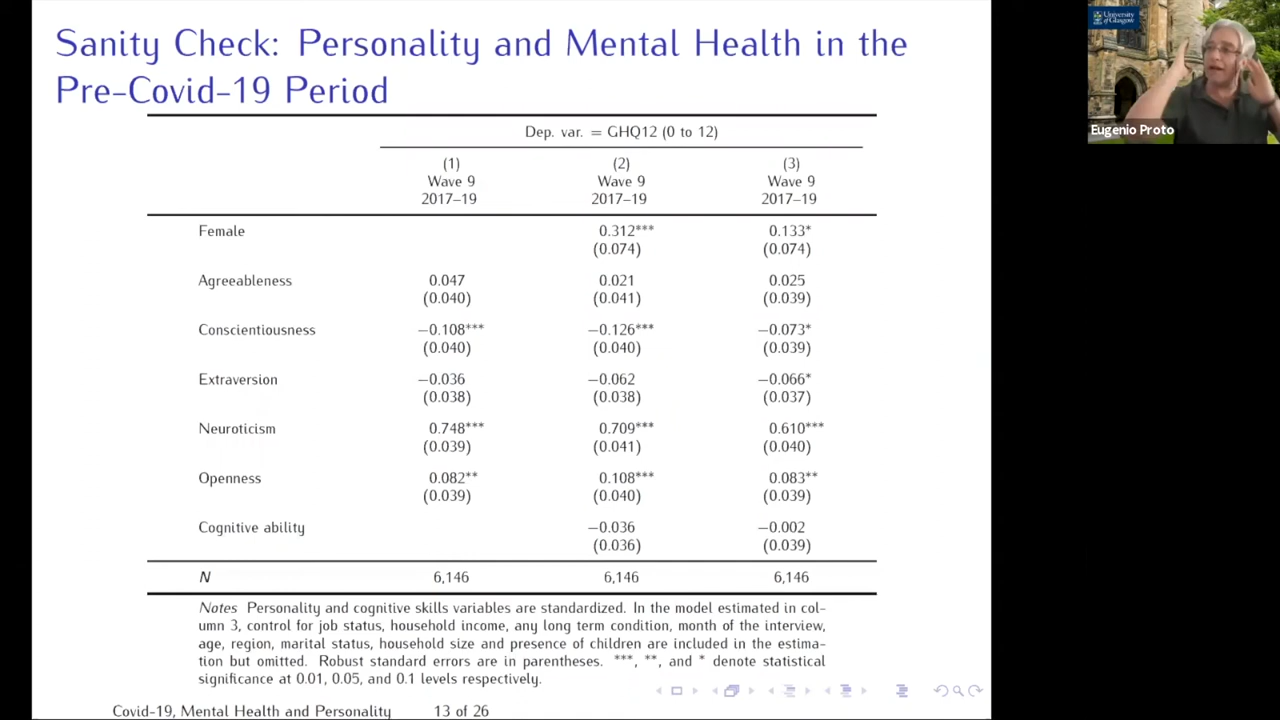 Sanity Check: Personality and Mental Health in the
Pre-Covid-19 Period
Dep. var. = GHQ12 (0 to 12)
(1) (2) (3)
Wave 9 Wave 9 Wave 9
2017–19 2017–19 2017–19
Female 0.312*** 0.133*
(0.074) (0.074)
Agreeableness 0.047 0.021 0.025
(0.040) (0.041) (0.039)
Conscientiousness −0.108*** −0.126*** −0.073*
(0.040) (0.040) (0.039)
Extraversion −0.036 −0.062 −0.066*
(0.038) (0.038) (0.037)
Neuroticism 0.748*** 0.709*** 0.610***
(0.039) (0.041) (0.040)
Openness 0.082** 0.108*** 0.083**
(0.039) (0.040) (0.039)
Cognitive ability −0.036 −0.002
(0.036) (0.039)
N 6,146 6,146 6,146
Notes Personality and cognitive skills variables are standardized. In the model estimated in col-
umn 3, control for job status, household income, any long term condition, month of the interview,
age, region, marital status, household size and presence of children are included in the estima-
tion but omitted. Robust standard errors are in parentheses. ***, **, and * denote statistical
significance at 0.01, 0.05, and 0.1 levels respectively.
Covid-19, Mental Health and Personality 13 of 26
University
of Glasgow
Eugenio Proto